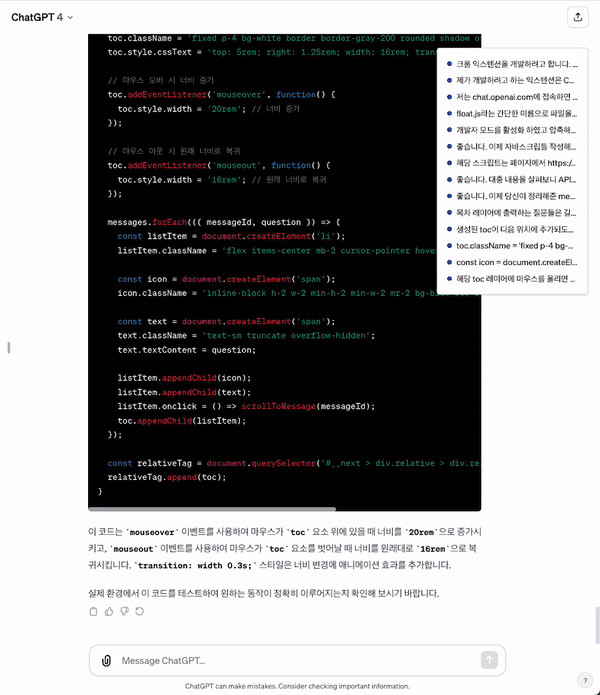 ChatGPT 4
toc.className = 'fixed p-4 bg-white border border-gray-200 rounded shadow ov
toc.style.cssText = 'top: 5rem; right: 1.25rem; width: 16rem;
// 마우스 오버 시 너비 증가
toc.addEventListener('mouseover', function() {
toc.style.width = '20rem'; // 너비 증가
});
// 마우스 아웃 시 원래 너비로 복귀
toc.addEventListener('mouseout', function() {
toc.style.width = '16rem'; // 원래 너비로 복귀
});
messages.forEach(({ messageId, question }) => {
const listItem = document.createElement('li');
listItem.className = 'flex items-center mb-2 cursor-pointer hove
const icon = document.createElement('span');
icon.className = 'inline-block h-2 w-2 min-h-2 min-w-2 mr-2 bg-b
const text = document.createElement('span');
text.className = 'text-sm truncate overflow-hidden';
text.textContent = question;
listItem.appendChild(icon);
listItem.appendChild(text);
listItem.onclick = () => scrollToMessage(messageId);
toc.appendChild(listItem);
});
const relativeTag = document.querySelector('#__next > div.relative > div.rel
relativeTag.append(toc);
}
크롬 익스텐션을 개발하려고 합니다. ...
제가 개발하려고 하는 익스텐션은 C...
저는 chat.openai.com에 접속하면 ...
float.js라는 간단한 이름으로 파일을...
개발자 모드를 활성화 하였고 압축해...
좋습니다. 이제 자바스크립트 작성해...
해당 스크립트는 페이지에서 https:/...
좋습니다. 대충 내용을 살펴보니 API...
좋습니다. 이제 당신이 정리해준 me...
목차 레이어에 출력하는 질문들은 길...
생성된 toc이 다음 위치에 추가되도...
toc.className = 'fixed p-4 bg-...
const icon = document.createEl...
해당 toc 레이어에 마우스를 올리면 ...
이 코드는 `mouseover` 이벤트를 사용하여 마우스가 `toc` 요소 위에 있을 때 너비를 `20rem`으로 증가시
키고, `mouseout` 이벤트를 사용하여 마우스가 `toc` 요소를 벗어날 때 너비를 원래대로 `16rem`으로 복
귀시킵니다. `transition: width 0.3s;` 스타일은 너비 변경에 애니메이션 효과를 추가합니다.
실제 환경에서 이 코드를 테스트하여 원하는 동작이 정확히 이루어지는지 확인해 보시기 바랍니다.
Message ChatGPT...
ChatGPT can make mistakes. Consider checking important information.
?